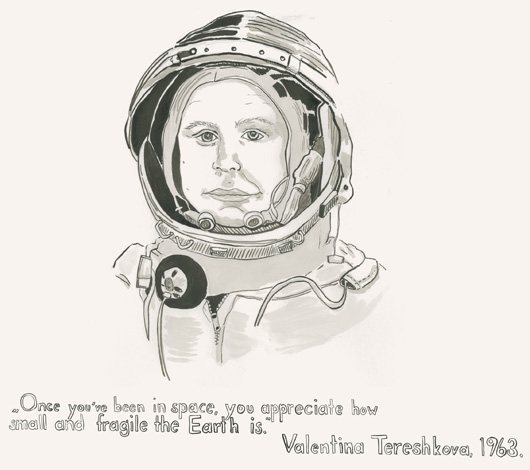 „Once you've been in space, you appreciate how
small and fragile the Earth is."
Valentina Tereshkova, 1963.